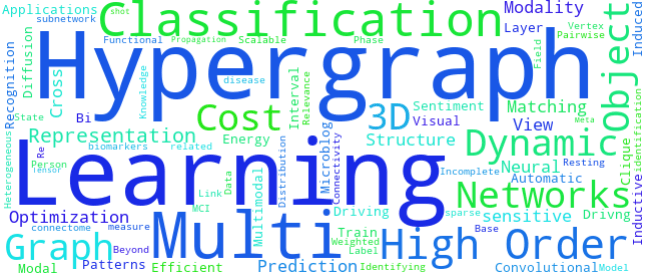 Applications
shot
Classification
Modality
Object
Induced
subnetwork
Layer
Vertex
Functional
Propagation
Scalable
Phase
Pairwise
Recognition
Diffusion
Hypergraph
Field
Cross
Knowledge
disease
Interval
Relevance
3D
Sentiment
Matching
Meta
identification
State
Bi
Cost
Visual
View
Representation
Energy
Structure
Dynamic
Clique
Heterogeneous
Re
Person
Tensor
biomarkers
related
Distribution
Microblog
Connectivity
Neural
Resting
Learning
Incomplete
Automatic
Inductive
Multimodal
Link
Data
MCI
Networks
Optimization
Multi
Driving
sparse
sensitive
Drivng
connectome
measure
Train
Weighted
Label
High
Order
Base
Graph
Beyond
Modal
Patterns
Efficient
Prediction
Identifying
Convolutional
Model